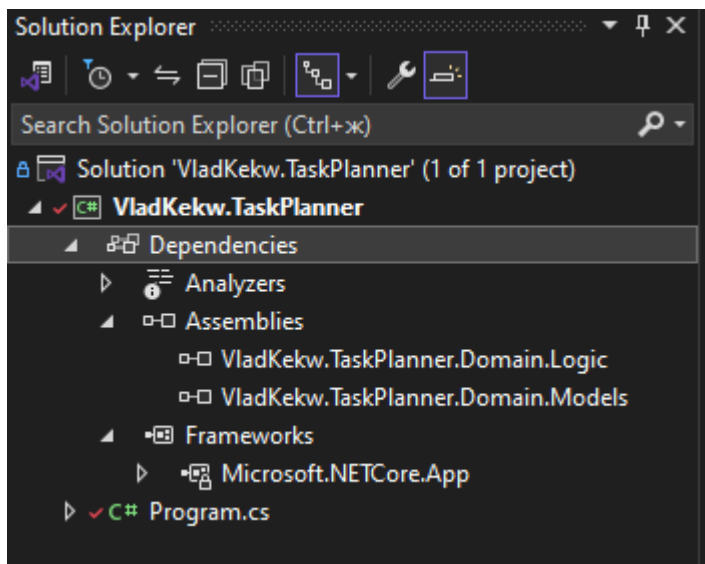 Solution Explorer
Search Solution Explorer (Ctrl+ж)
Solution 'VladKekw.TaskPlanner' (1 of 1 project)
C# VladKekw.TaskPlanner
Dependencies
Analyzers
Assemblies
VladKekw.TaskPlanner.Domain.Logic
VladKekw.TaskPlanner.Domain.Models
Frameworks
Microsoft.NETCore.App
C# Program.cs